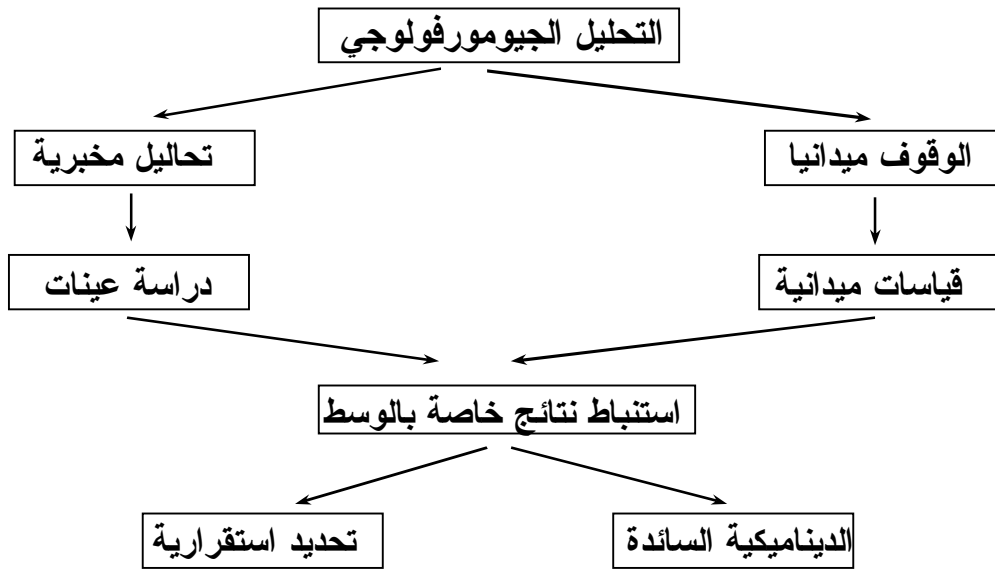 التحليل الجيومورفولوجي
الوقوف ميدانيا
تحاليل مخبرية
قياسات ميدانية
دراسة عينات
استنباط نتائج خاصة بالوسط
الديناميكية السائدة
تحديد استقرارية